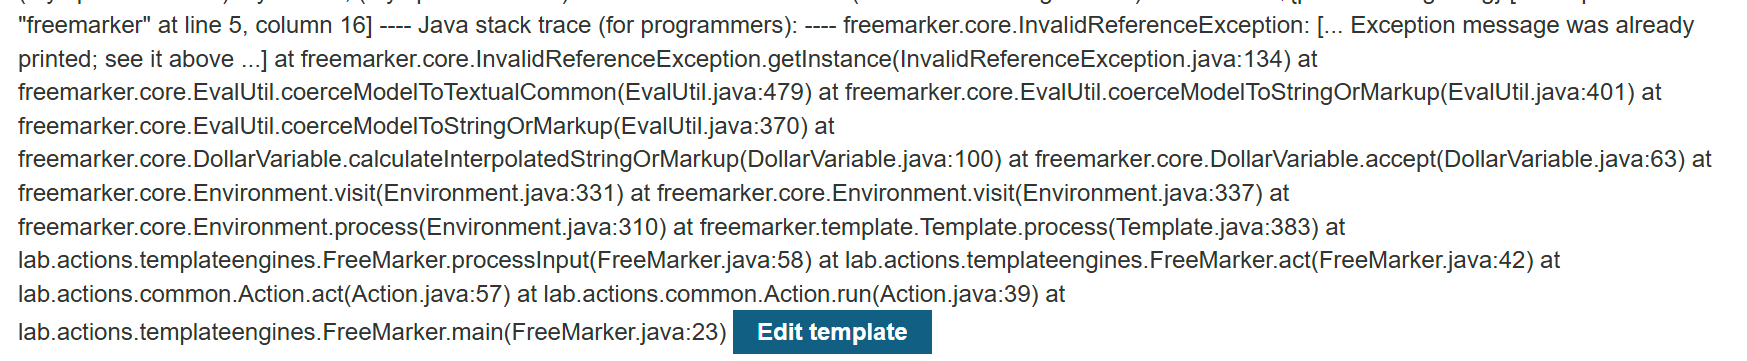 "freemarker" at line 5, column 16] ---- Java stack trace (for programmers): ---- freemarker.core.InvalidReferenceException: [... Exception message was already
printed; see it above ...] at freemarker.core.InvalidReferenceException.getInstance(InvalidReferenceException.java:134) at
freemarker.core.EvalUtil.coerceModelToTextualCommon(EvalUtil.java:479) at freemarker.core.EvalUtil.coerceModelToStringOrMarkup(EvalUtil.java:401) at
freemarker.core.EvalUtil.coerceModelToStringOrMarkup(EvalUtil.java:370) at
freemarker.core.DollarVariable.calculateInterpolatedStringOrMarkup(DollarVariable.java:100) at freemarker.core.DollarVariable.accept(DollarVariable.java:63) at
freemarker.core.Environment.visit(Environment.java:331) at freemarker.core.Environment.visit(Environment.java:337) at
freemarker.core.Environment.process(Environment.java:310) at freemarker.template.Template.process(Template.java:383) at
lab.actions.templateengines.FreeMarker.processInput(FreeMarker.java:58) at lab.actions.templateengines.FreeMarker.act(FreeMarker.java:42) at
lab.actions.common.Action.act(Action.java:57) at lab.actions.common.Action.run(Action.java:39) at
lab.actions.templateengines.FreeMarker.main(FreeMarker.java:23) Edit template